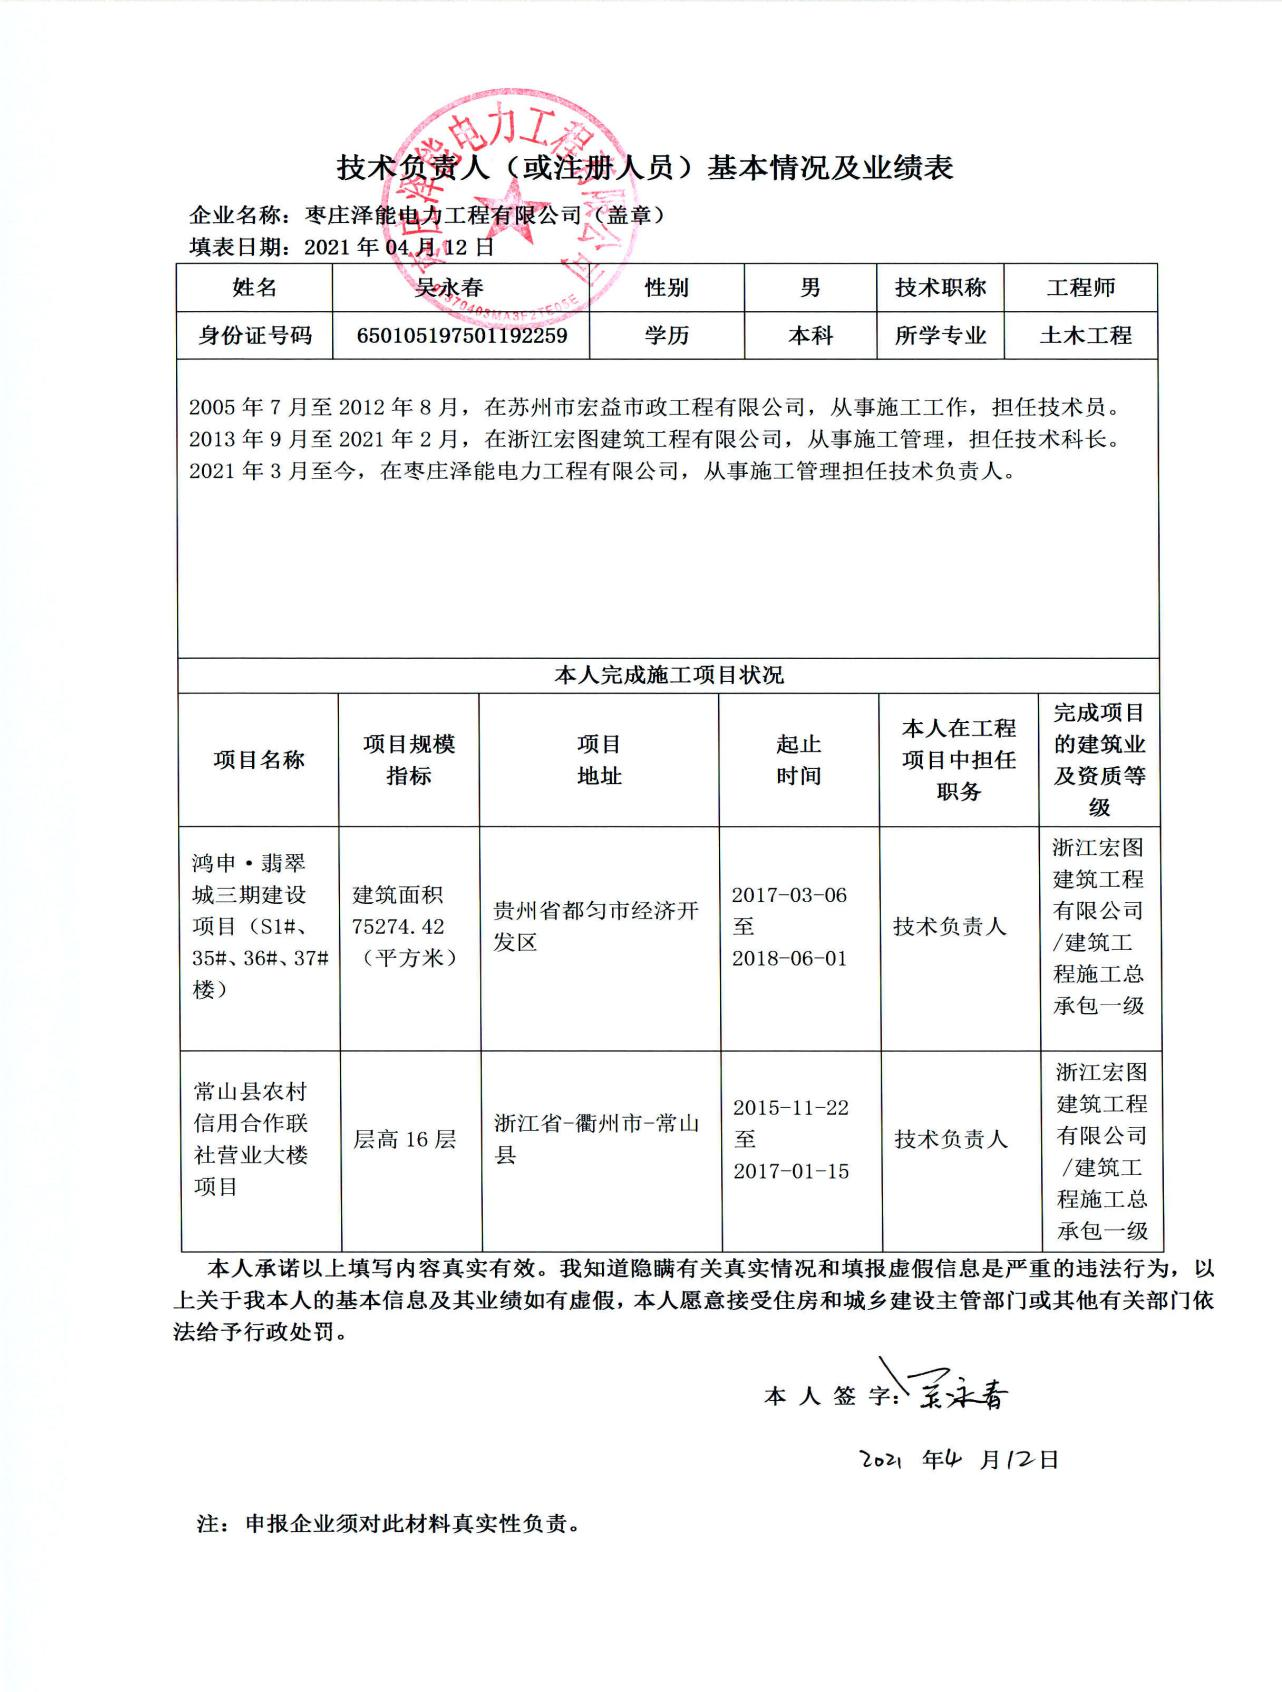 枣庄泽能电力工程有限公司
技术负责人（或注册人员）基本情况及业绩表
企业名称：枣庄泽能电力工程有限公司（盖章）
填表日期：2021 年 04 月 12 日
姓名 吴永春 性别 男 技术职称 工程师
身份证号码 650105197501192259 学历 本科 所学专业 土木工程
2005 年 7 月至 2012 年 8 月，在苏州市宏益市政工程有限公司，从事施工工作，担任技术员。
2013 年 9 月至 2021 年 2 月，在浙江宏图建筑工程有限公司，从事施工管理，担任技术科长。
2021 年 3 月至今，在枣庄泽能电力工程有限公司，从事施工管理担任技术负责人。
本人完成施工项目状况
项目名称
项目规模
指标
项目
地址
起止
时间
本人在工程
项目中担任
职务
完成项目
的建筑业
及资质等
级
鸿申·翡翠
城三期建设
项目（S1#、
35#、36#、37#
楼）
建筑面积
75274.42
（平方米）
贵州省都匀市经济开
发区
2017-03-06
至
2018-06-01
技术负责人
浙江宏图
建筑工程
有限公司
/建筑工
程施工总
承包一级
常山县农村
信用合作联
社营业大楼
项目
层高 16 层
浙江省-衢州市-常山
县
2015-11-22
至
2017-01-15
技术负责人
浙江宏图
建筑工程
有限公司
/建筑工
程施工总
承包一级
本人承诺以上填写内容真实有效。我知道隐瞒有关真实情况和填报虚假信息是严重的违法行为，以
上关于我本人的基本信息及其业绩如有虚假，本人愿意接受住房和城乡建设主管部门或其他有关部门依
法给予行政处罚。
本 人 签 字：吴永春
2021 年 4 月 12 日
注：申报企业须对此材料真实性负责。